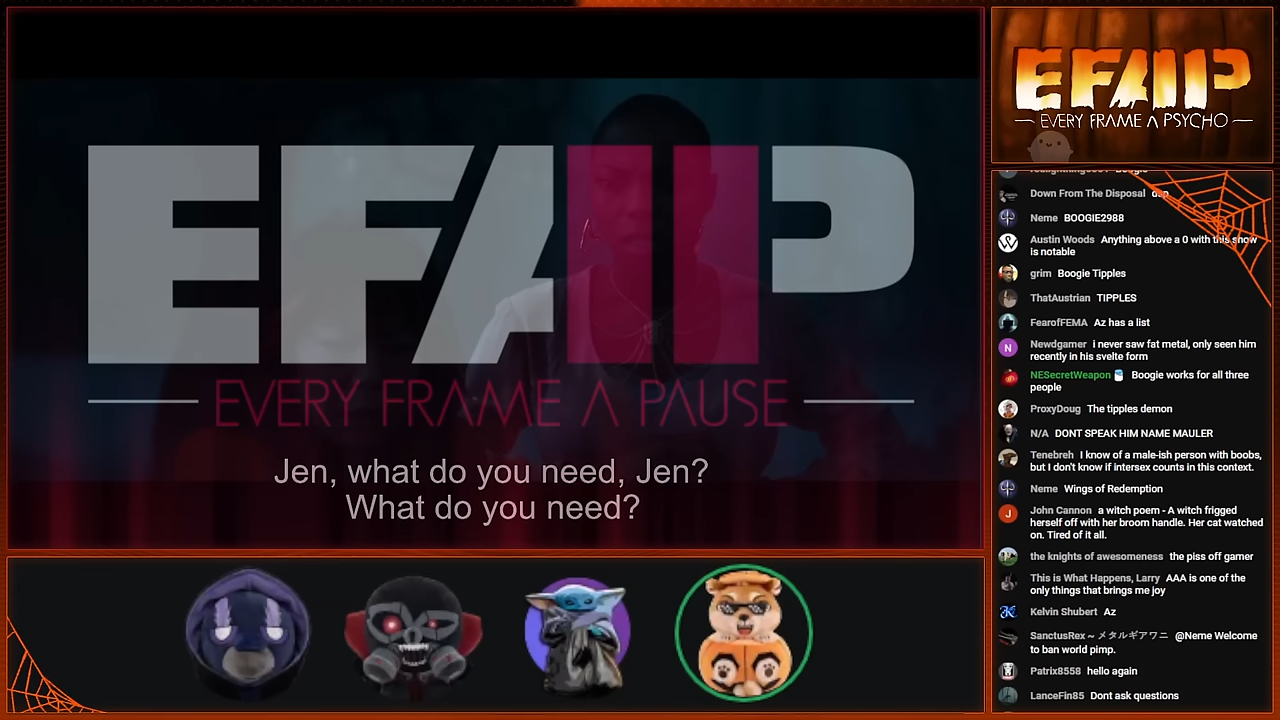 EFAIIP
EVERY FRAME A PAUSE
Jen, what do you need, Jen?
What do you need?
EFAIIP
EVERY FRAME A PSYCHO
Down From The Disposal
Neme BOOGIE2988
Austin Woods Anything above a 0 with this show
is notable
grim Boogie Tipples
ThatAustrian TIPPLES
FearofFEMA Az has a list
N
Newdgamer i never saw fat metal, only seen him
recently in his svelte form
NESecretWeapon Boogie works for all three
people
ProxyDoug The tipples demon
N/A DONT SPEAK HIM NAME MAULER
Tenebreh I know of a male-ish person with boobs,
but I don't know if intersex counts in this context.
Neme Wings of Redemption
J
John Cannon a witch poem - A witch frigged
herself off with her broom handle. Her cat watched
on. Tired of it all.
the knights of awesomeness the piss off gamer
This is What Happens, Larry AAA is one of the
only things that brings me joy
Kelvin Shubert Az
SanctusRex ~ メタルギアワニ @Neme Welcome
to ban world pimp.
Patrix8558 hello again
LanceFin85 Dont ask questions